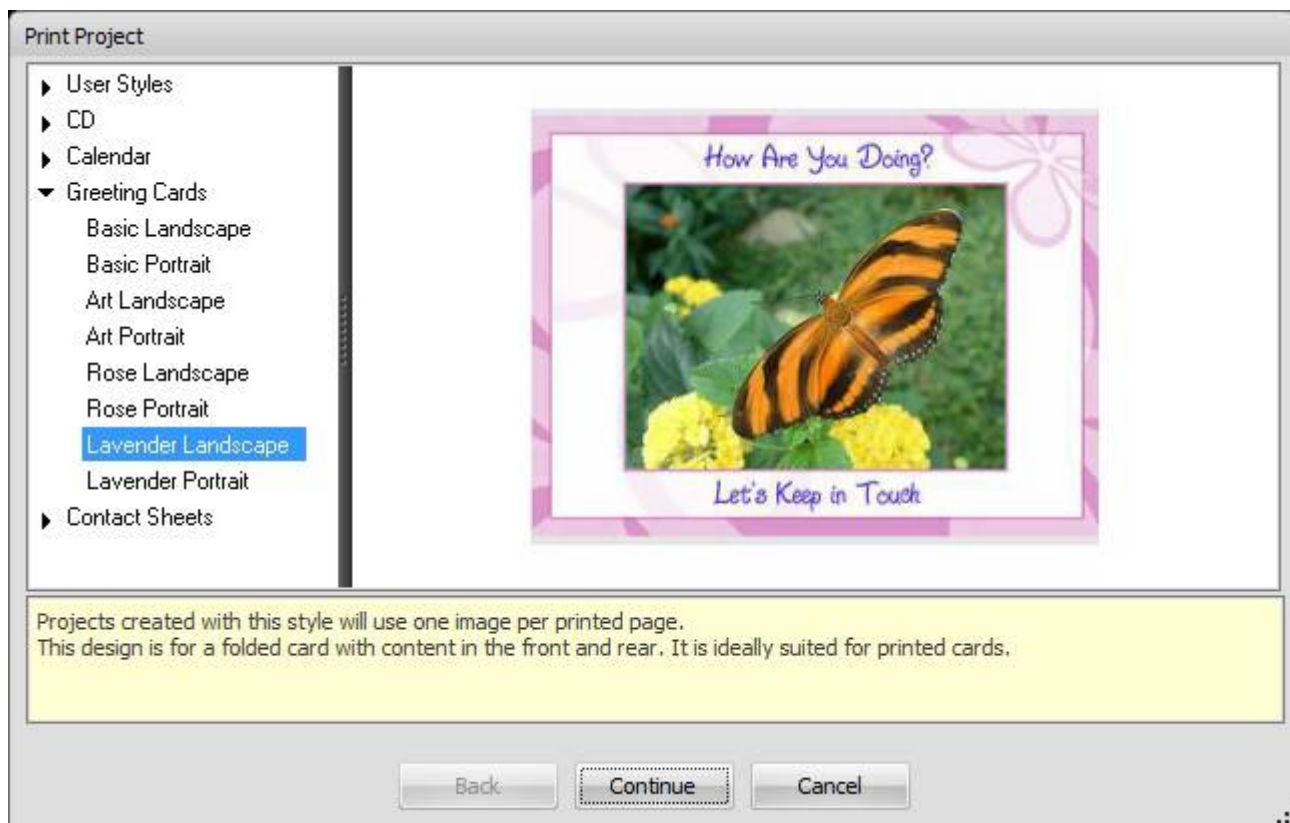 Print Project
User Styles
CD
Calendar
Greeting Cards
Basic Landscape
Basic Portrait
Art Landscape
Art Portrait
Rose Landscape
Rose Portrait
Lavender Landscape
Lavender Portrait
Contact Sheets
How Are You Doing?
Let's Keep in Touch
Projects created with this style will use one image per printed page.
This design is for a folded card with content in the front and rear. It is ideally suited for printed cards.
Back Continue Cancel